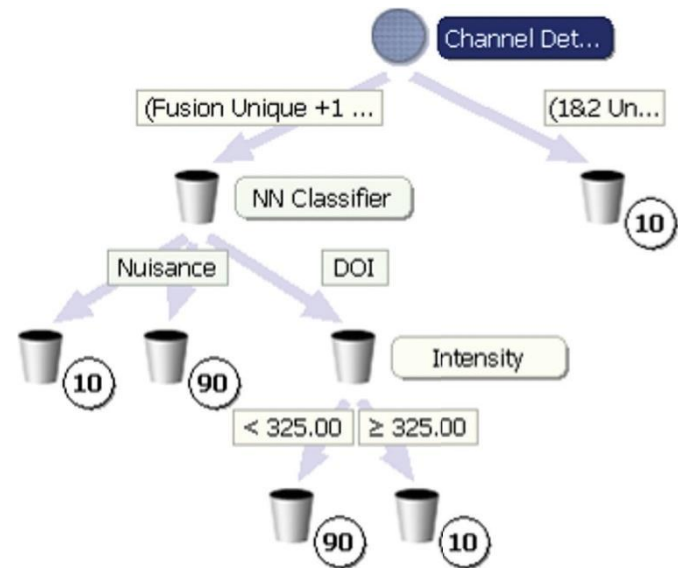 Channel Det...
(Fusion Unique +1 ...
(1&2 Un...
NN Classifier
10
Nuisance
DOI
10
90
Intensity
< 325.00
≥ 325.00
90
10